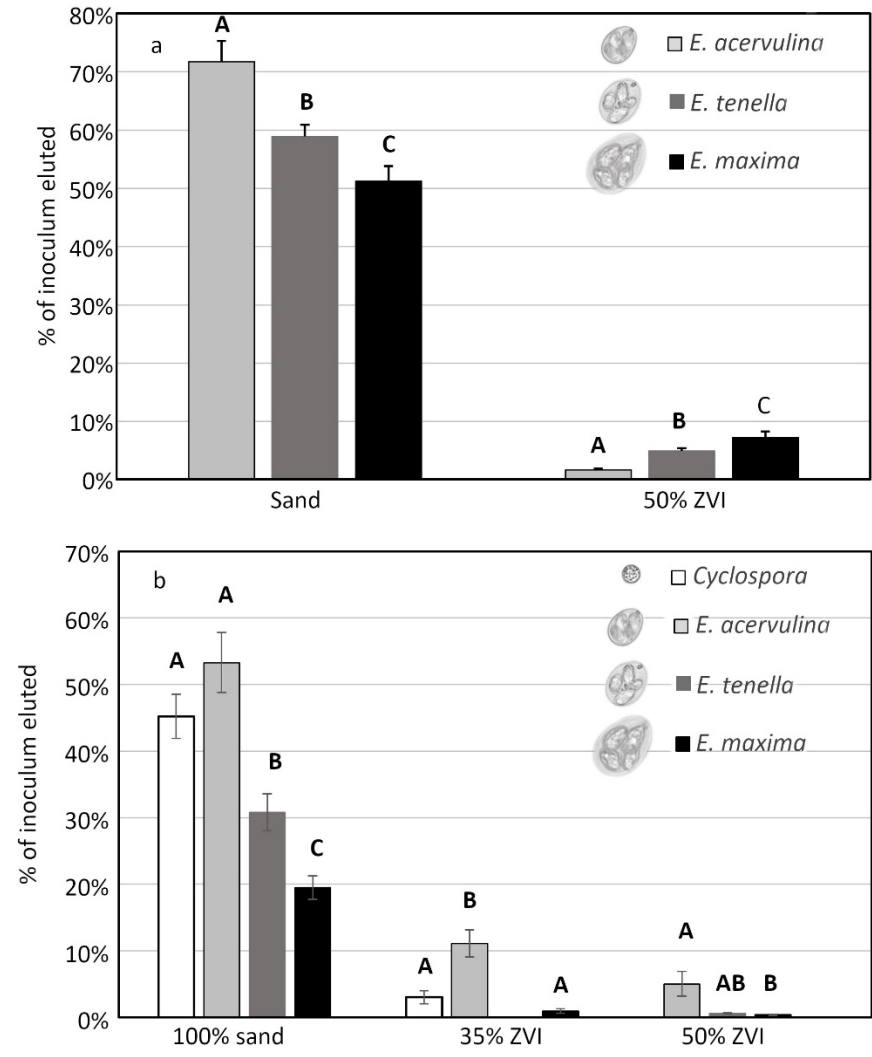 80%
70%
60%
50%
40%
30%
20%
10%
0%
% of inoculum eluted
a
A
B
C
A
B
C
E. acervulina
E. tenella
E. maxima
Sand
50% ZVI
70%
60%
50%
40%
30%
20%
10%
0%
% of inoculum eluted
b
A
A
B
C
A
B
A
A
AB
B
Cyclospora
E. acervulina
E. tenella
E. maxima
100% sand
35% ZVI
50% ZVI